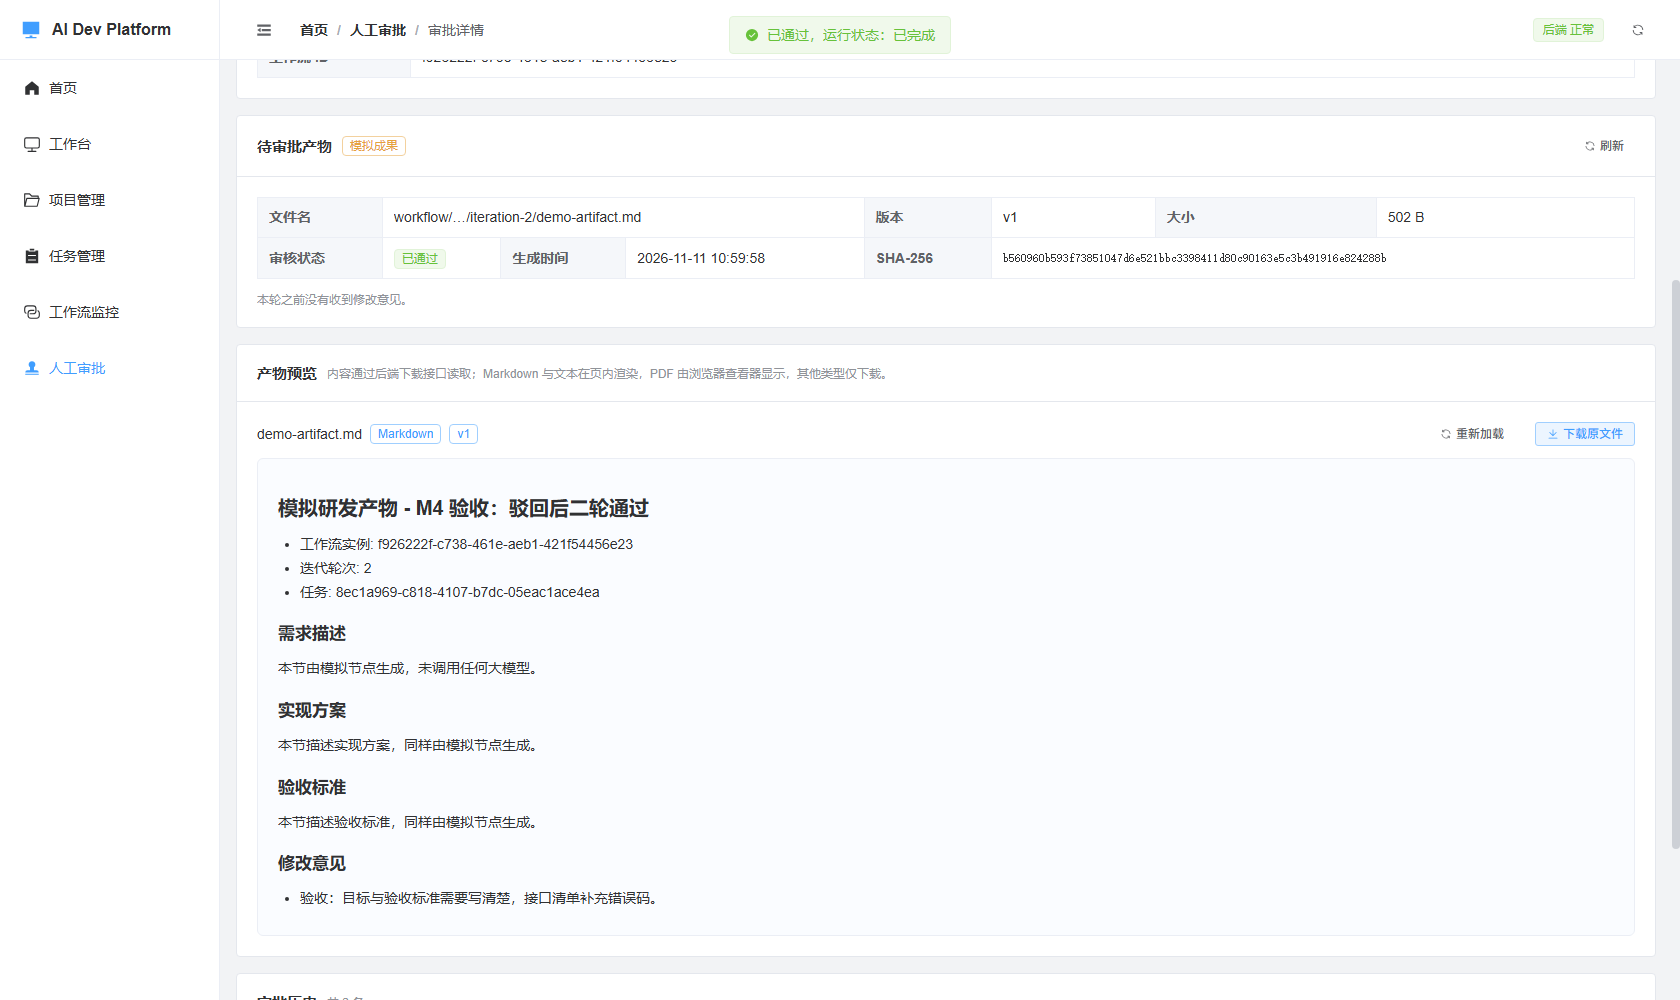 AI Dev Platform
首页 / 人工审批 / 审批详情
已通过，运行状态：已完成
后端 正常
首页
工作台
项目管理
任务管理
工作流监控
人工审批
待审批产物 模拟成果
刷新
文件名 workflow/…/iteration-2/demo-artifact.md 版本 v1 大小 502 B
审核状态 已通过 生成时间 2026-11-11 10:59:58 SHA-256 b560960b593f73851047d6e521bbc3398411d80c90163e5c3b491916e824288b
本轮之前没有收到修改意见。
产物预览 内容通过后端下载接口读取；Markdown 与文本在页内渲染，PDF 由浏览器查看器显示，其他类型仅下载。
demo-artifact.md Markdown v1
重新加载 下载原文件
模拟研发产物 - M4 验收：驳回后二轮通过
• 工作流实例: f926222f-c738-461e-aeb1-421f54456e23
• 迭代轮次: 2
• 任务: 8ec1a969-c818-4107-b7dc-05eac1ace4ea
需求描述
本节由模拟节点生成，未调用任何大模型。
实现方案
本节描述实现方案，同样由模拟节点生成。
验收标准
本节描述验收标准，同样由模拟节点生成。
修改意见
• 验收：目标与验收标准需要写清楚，接口清单补充错误码。